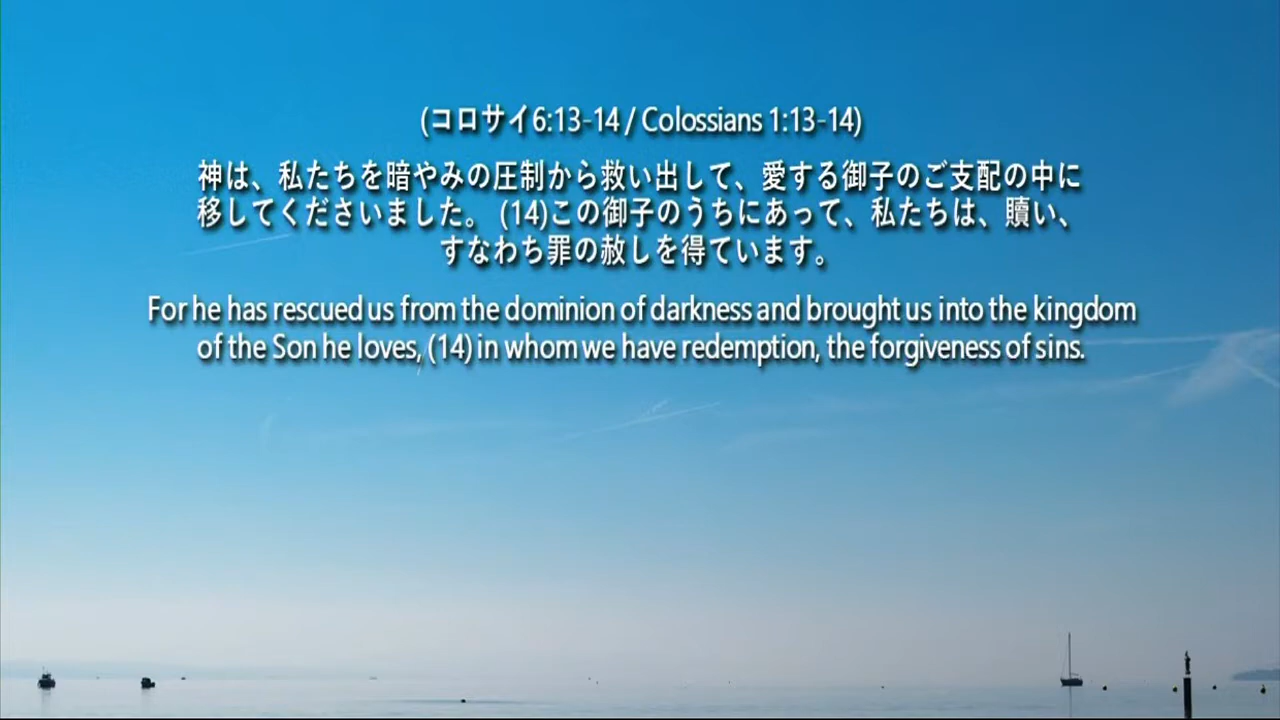 (コロサイ6:13-14 / Colossians 1:13-14)
神は、私たちを暗やみの圧制から救い出して、愛する御子のご支配の中に
移してくださいました。 (14)この御子のうちにあって、私たちは、贖い、
すなわち罪の赦しを得ています。
For he has rescued us from the dominion of darkness and brought us into the kingdom
of the Son he loves, (14) in whom we have redemption, the forgiveness of sins.